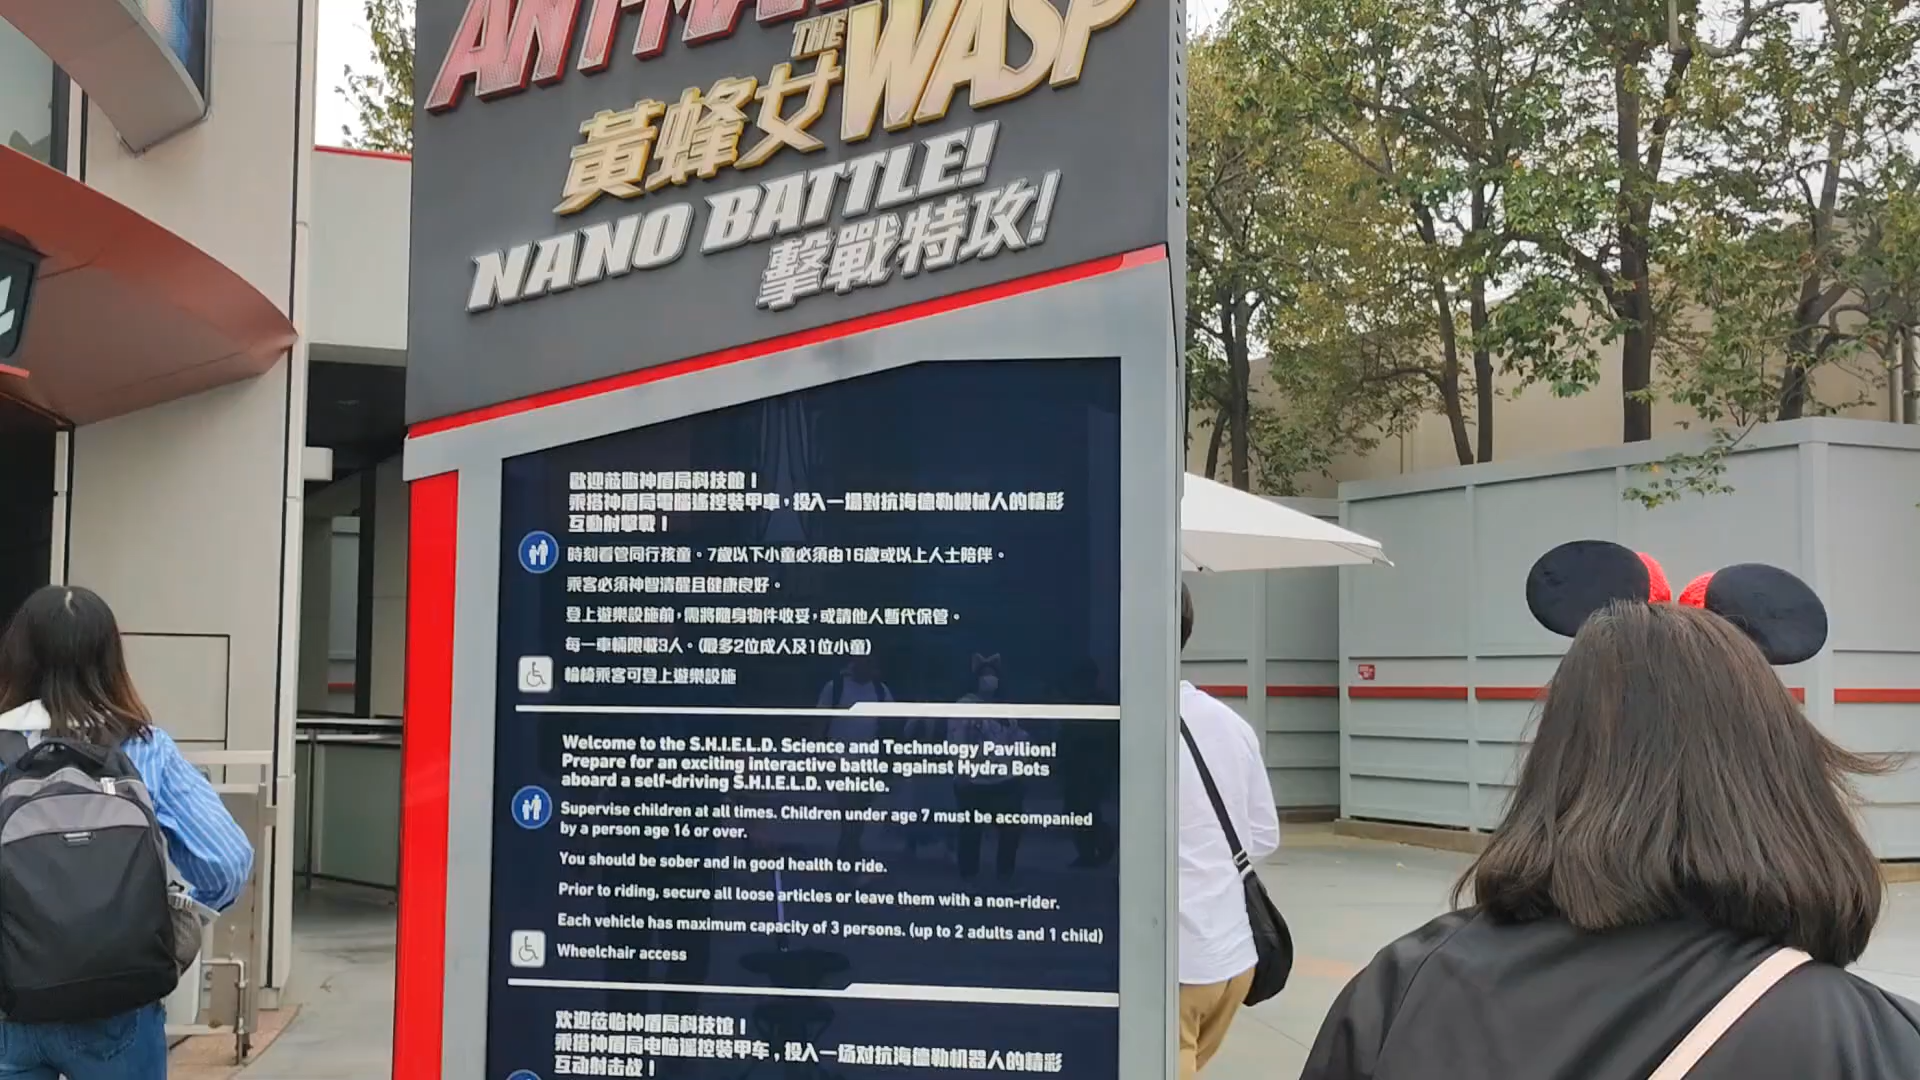 ANT-MAN
THE WASP
黃蜂女
NANO BATTLE!
擊戰特攻!
歡迎蒞臨神盾局科技館！
乘搭神盾局電腦遙控裝甲車，投入一場對抗海德勒機械人的精彩
互動射擊戰！
時刻看管同行孩童。7歲以下小童必須由16歲或以上人士陪伴。
乘客必須神智清醒且健康良好。
登上遊樂設施前，需將隨身物件收妥，或請他人暫代保管。
每一車輛限載3人。(最多2位成人及1位小童)
輪椅乘客可登上遊樂設施
Welcome to the S.H.I.E.L.D. Science and Technology Pavilion!
Prepare for an exciting interactive battle against Hydra Bots
aboard a self-driving S.H.I.E.L.D. vehicle.
Supervise children at all times. Children under age 7 must be accompanied
by a person age 16 or over.
You should be sober and in good health to ride.
Prior to riding, secure all loose articles or leave them with a non-rider.
Each vehicle has maximum capacity of 3 persons. (up to 2 adults and 1 child)
Wheelchair access
欢迎莅临神盾局科技馆！
乘搭神盾局电脑遥控装甲车，投入一场对抗海德勒机器人的精彩
互动射击战！